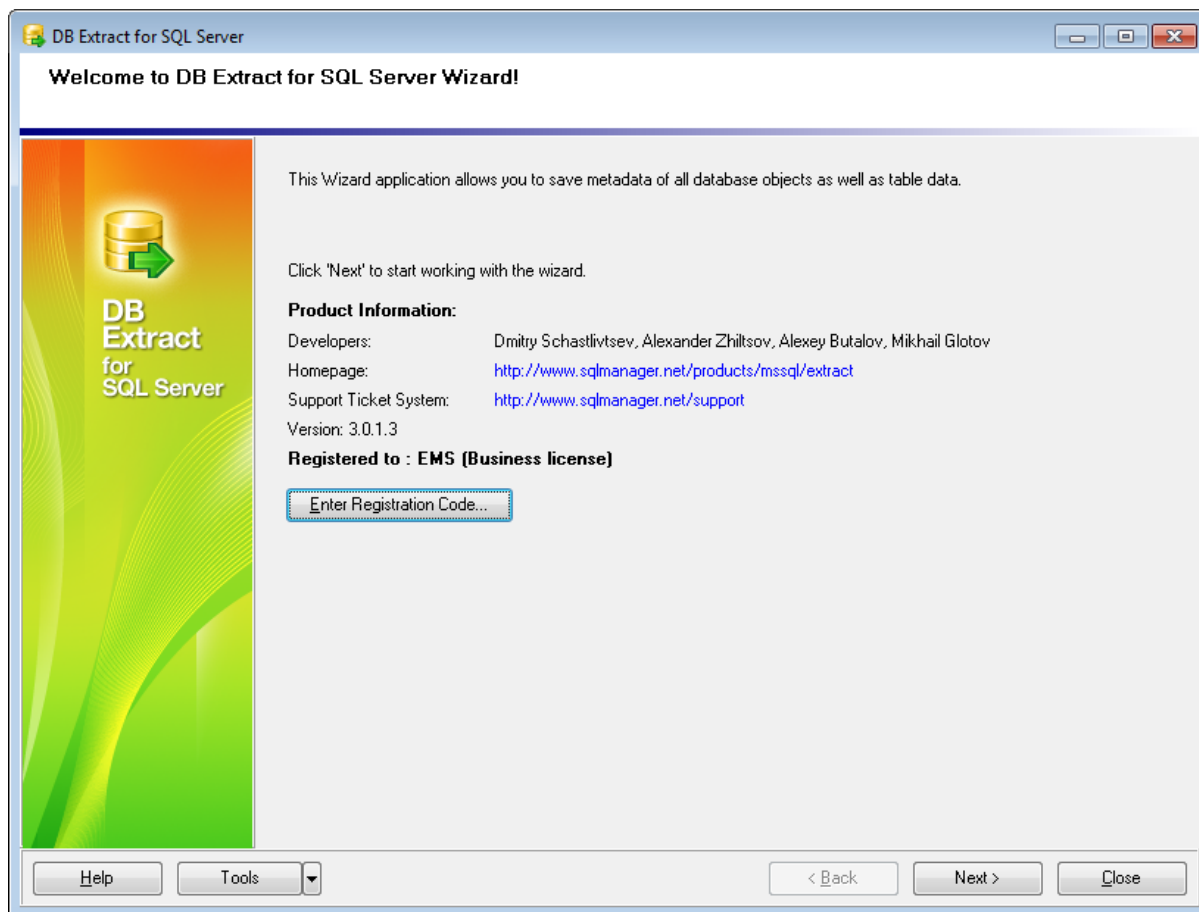 DB Extract for SQL Server
Welcome to DB Extract for SQL Server Wizard!
DB
Extract
for
SQL Server
This Wizard application allows you to save metadata of all database objects as well as table data.
Click 'Next' to start working with the wizard.
Product Information:
Developers: Dmitry Schastlivtsev, Alexander Zhiltsov, Alexey Butalov, Mikhail Glotov
Homepage: http://www.sqlmanager.net/products/mssql/extract
Support Ticket System: http://www.sqlmanager.net/support
Version: 3.0.1.3
Registered to : EMS (Business license)
Enter Registration Code...
Help Tools < Back Next > Close